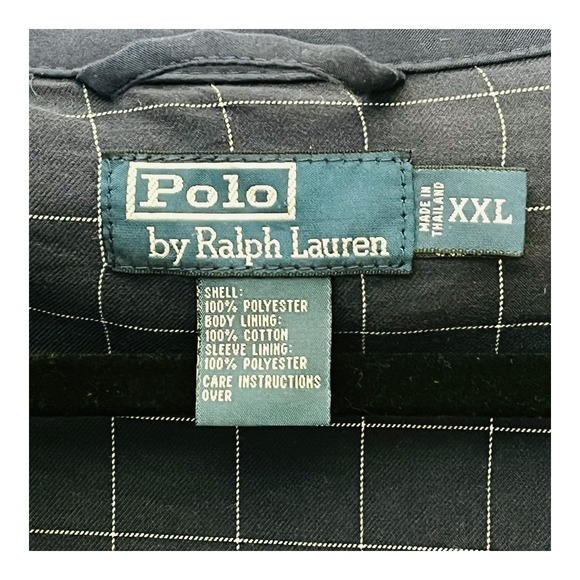 Polo
by Ralph Lauren
MADE IN
THAILAND
XXL
SHELL:
100% POLYESTER
BODY LINING:
100% COTTON
SLEEVE LINING:
100% POLYESTER
CARE INSTRUCTIONS
OVER